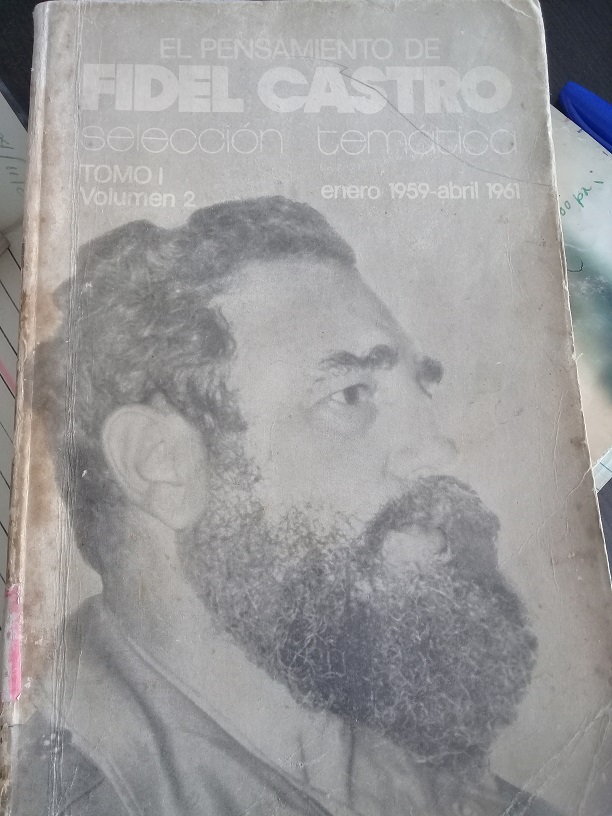 EL PENSAMIENTO DE
FIDEL CASTRO
selección temática
TOMO I
Volumen 2
enero 1959-abril 1961